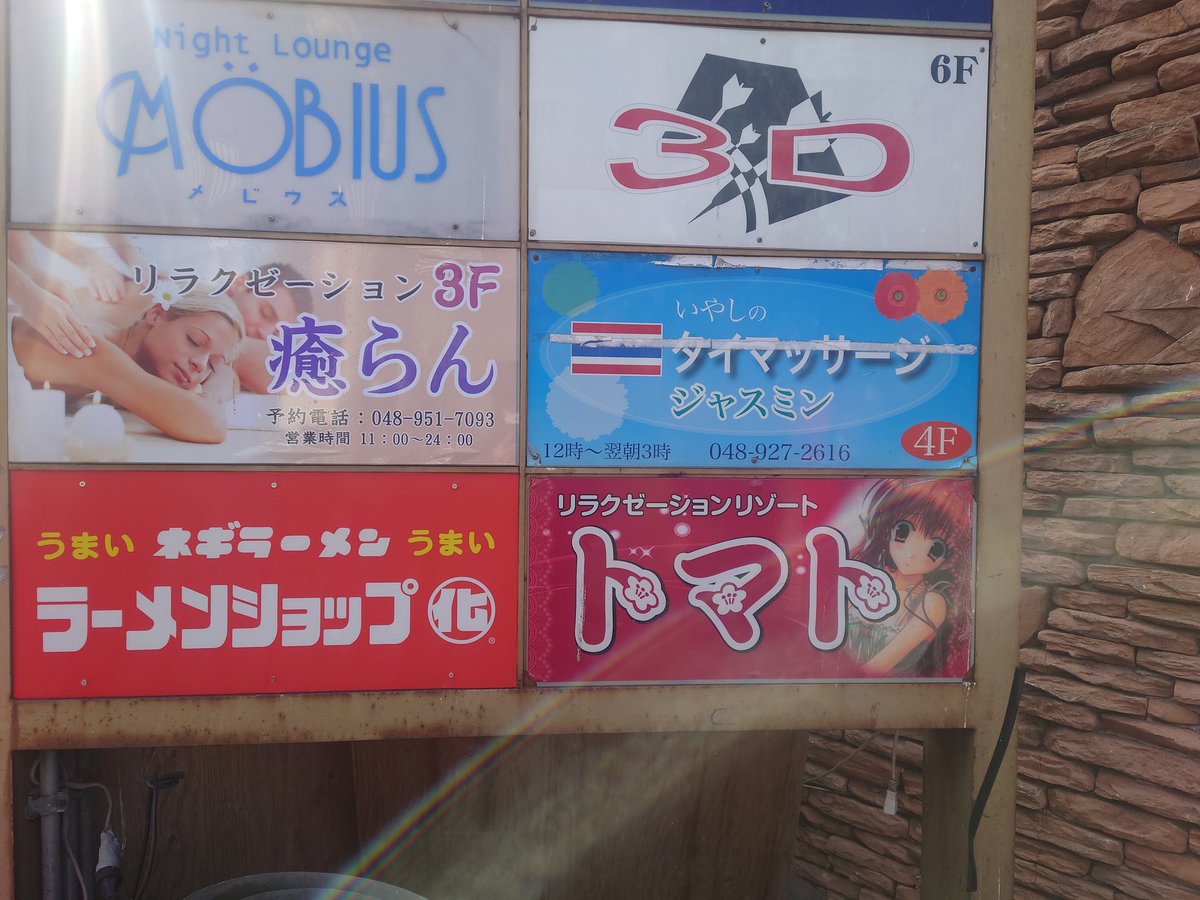 Night Lounge
MÖBIUS
メビウス
6F
3D
リラクゼーション 3F
癒らん
予約電話：048-951-7093
営業時間 11：00～24：00
いやしの
タイマッサージ
ジャスミン
4F
12時～翌朝3時 048-927-2616
うまい ネギラーメン うまい
ラーメンショップ 化
リラクゼーションリゾート
トマト